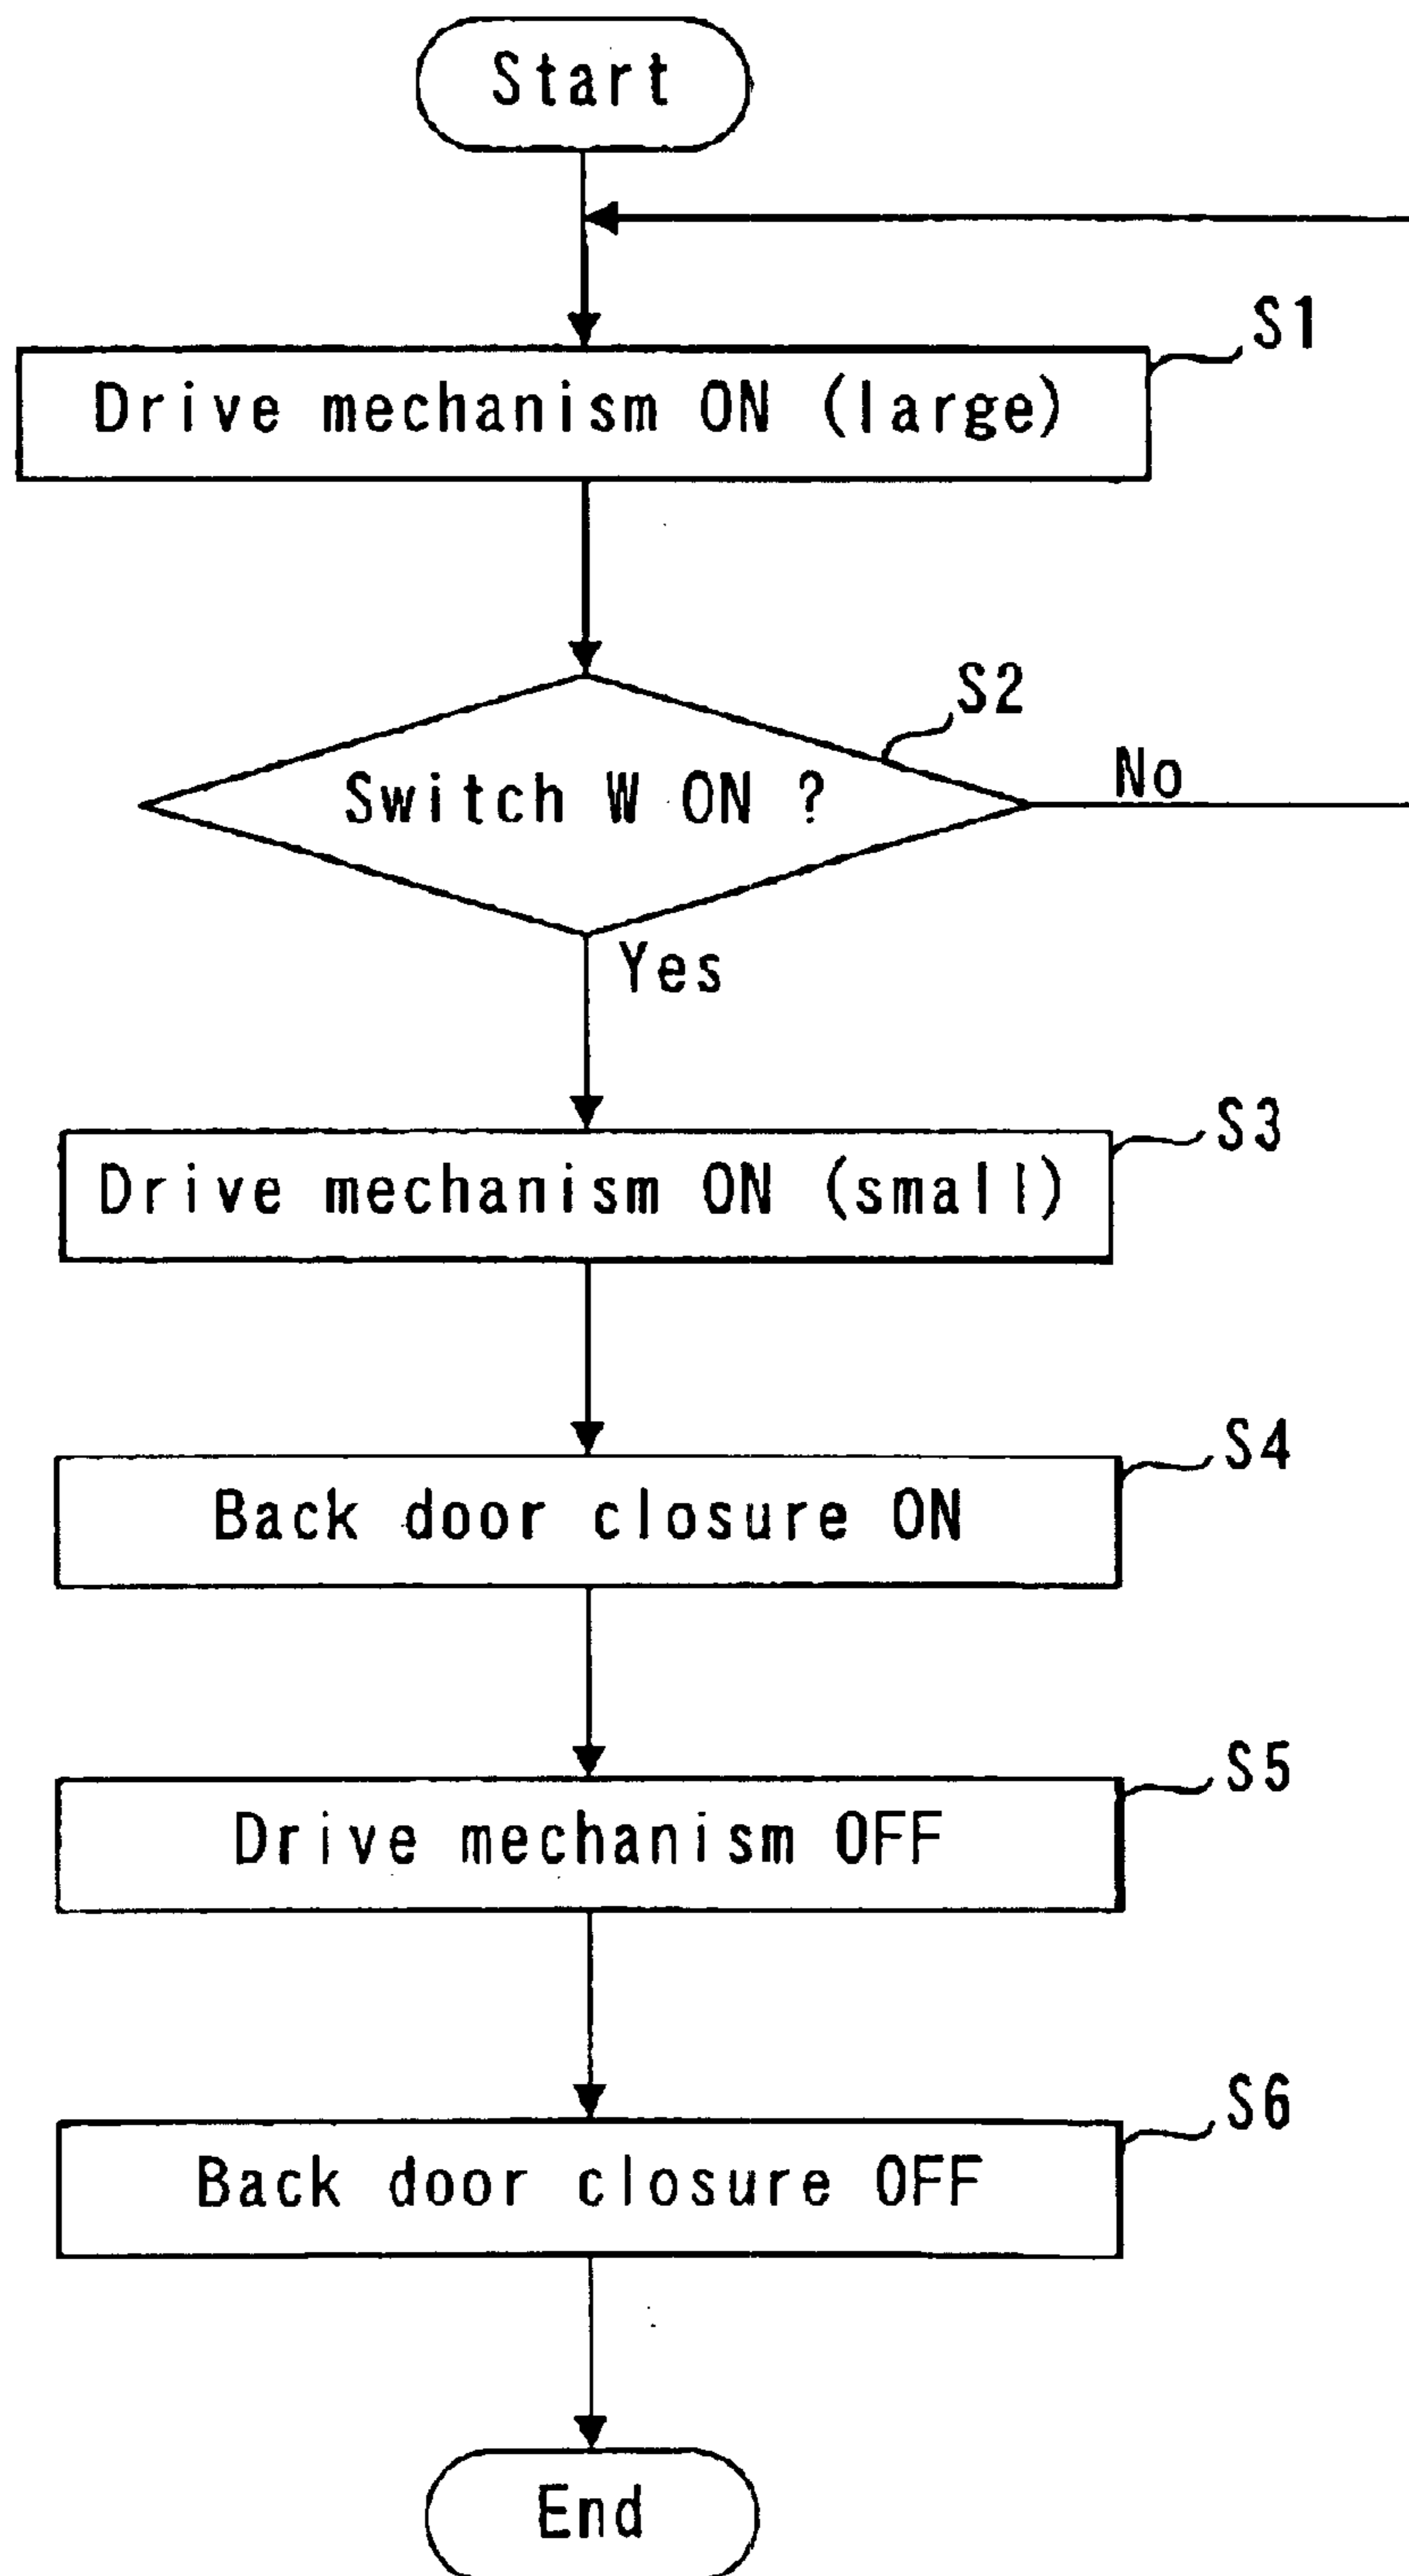 Start
S1
Drive mechanism ON (large)
S2
Switch W ON ?
No
Yes
S3
Drive mechanism ON (small)
S4
Back door closure ON
S5
Drive mechanism OFF
S6
Back door closure OFF
End